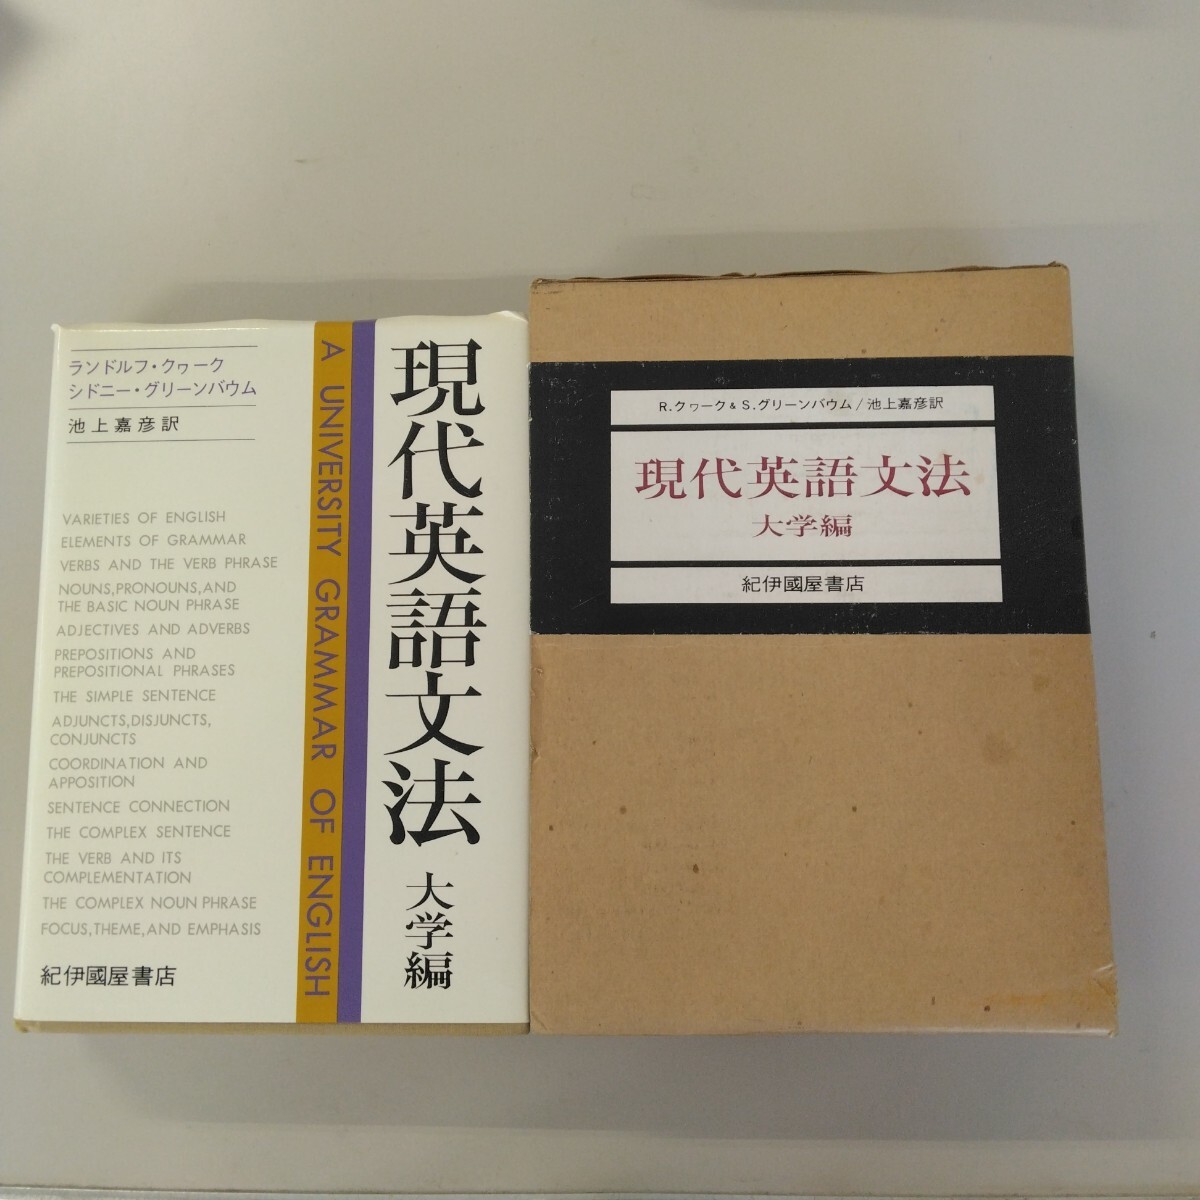 ランドルフ・クヮーク
シドニー・グリーンバウム
池上嘉彦訳
VARIETIES OF ENGLISH
ELEMENTS OF GRAMMAR
VERBS AND THE VERB PHRASE
NOUNS,PRONOUNS,AND
THE BASIC NOUN PHRASE
ADJECTIVES AND ADVERBS
PREPOSITIONS AND
PREPOSITIONAL PHRASES
THE SIMPLE SENTENCE
ADJUNCTS,DISJUNCTS,
CONJUNCTS
COORDINATION AND
APPOSITION
SENTENCE CONNECTION
THE COMPLEX SENTENCE
THE VERB AND ITS
COMPLEMENTATION
THE COMPLEX NOUN PHRASE
FOCUS,THEME,AND EMPHASIS
紀伊國屋書店
A UNIVERSITY GRAMMAR OF ENGLISH
現代英語文法
大学編
R.クヮーク&S.グリーンバウム/池上嘉彦訳
現代英語文法
大学編
紀伊國屋書店